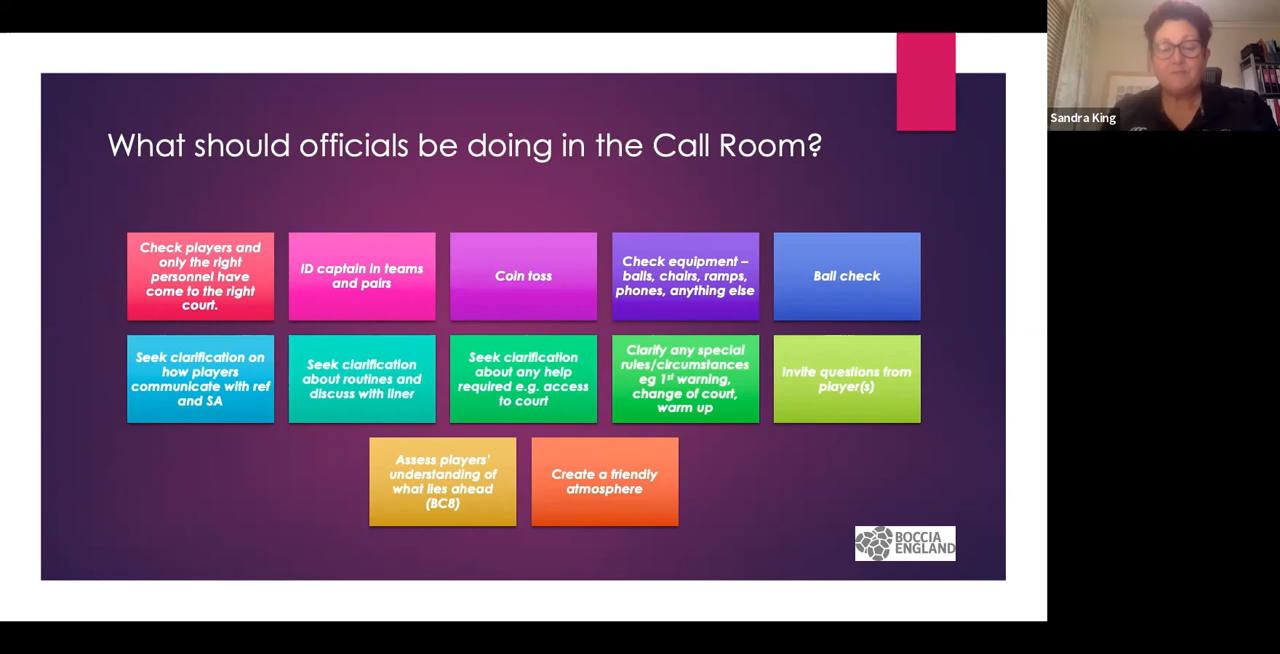 Sandra King
What should officials be doing in the Call Room?
Check players and
only the right
personnel have
come to the right
court.
ID captain in teams
and pairs
Coin toss
Check equipment –
balls, chairs, ramps,
phones, anything else
Ball check
Seek clarification on
how players
communicate with ref
and SA
Seek clarification
about routines and
discuss with liner
Seek clarification
about any help
required e.g. access
to court
Clarify any special
rules/circumstances
eg 1st warning,
change of court,
warm up
Invite questions from
player(s)
Assess players'
understanding of
what lies ahead
(BC8)
Create a friendly
atmosphere
BOCCIA
ENGLAND